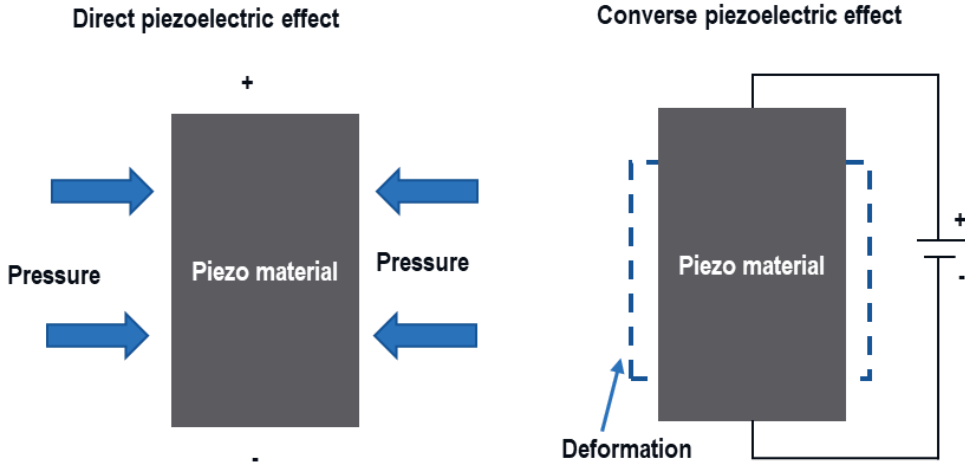 Direct piezoelectric effect
+
Pressure
Piezo material
Pressure
-
Converse piezoelectric effect
Piezo material
+
-
Deformation